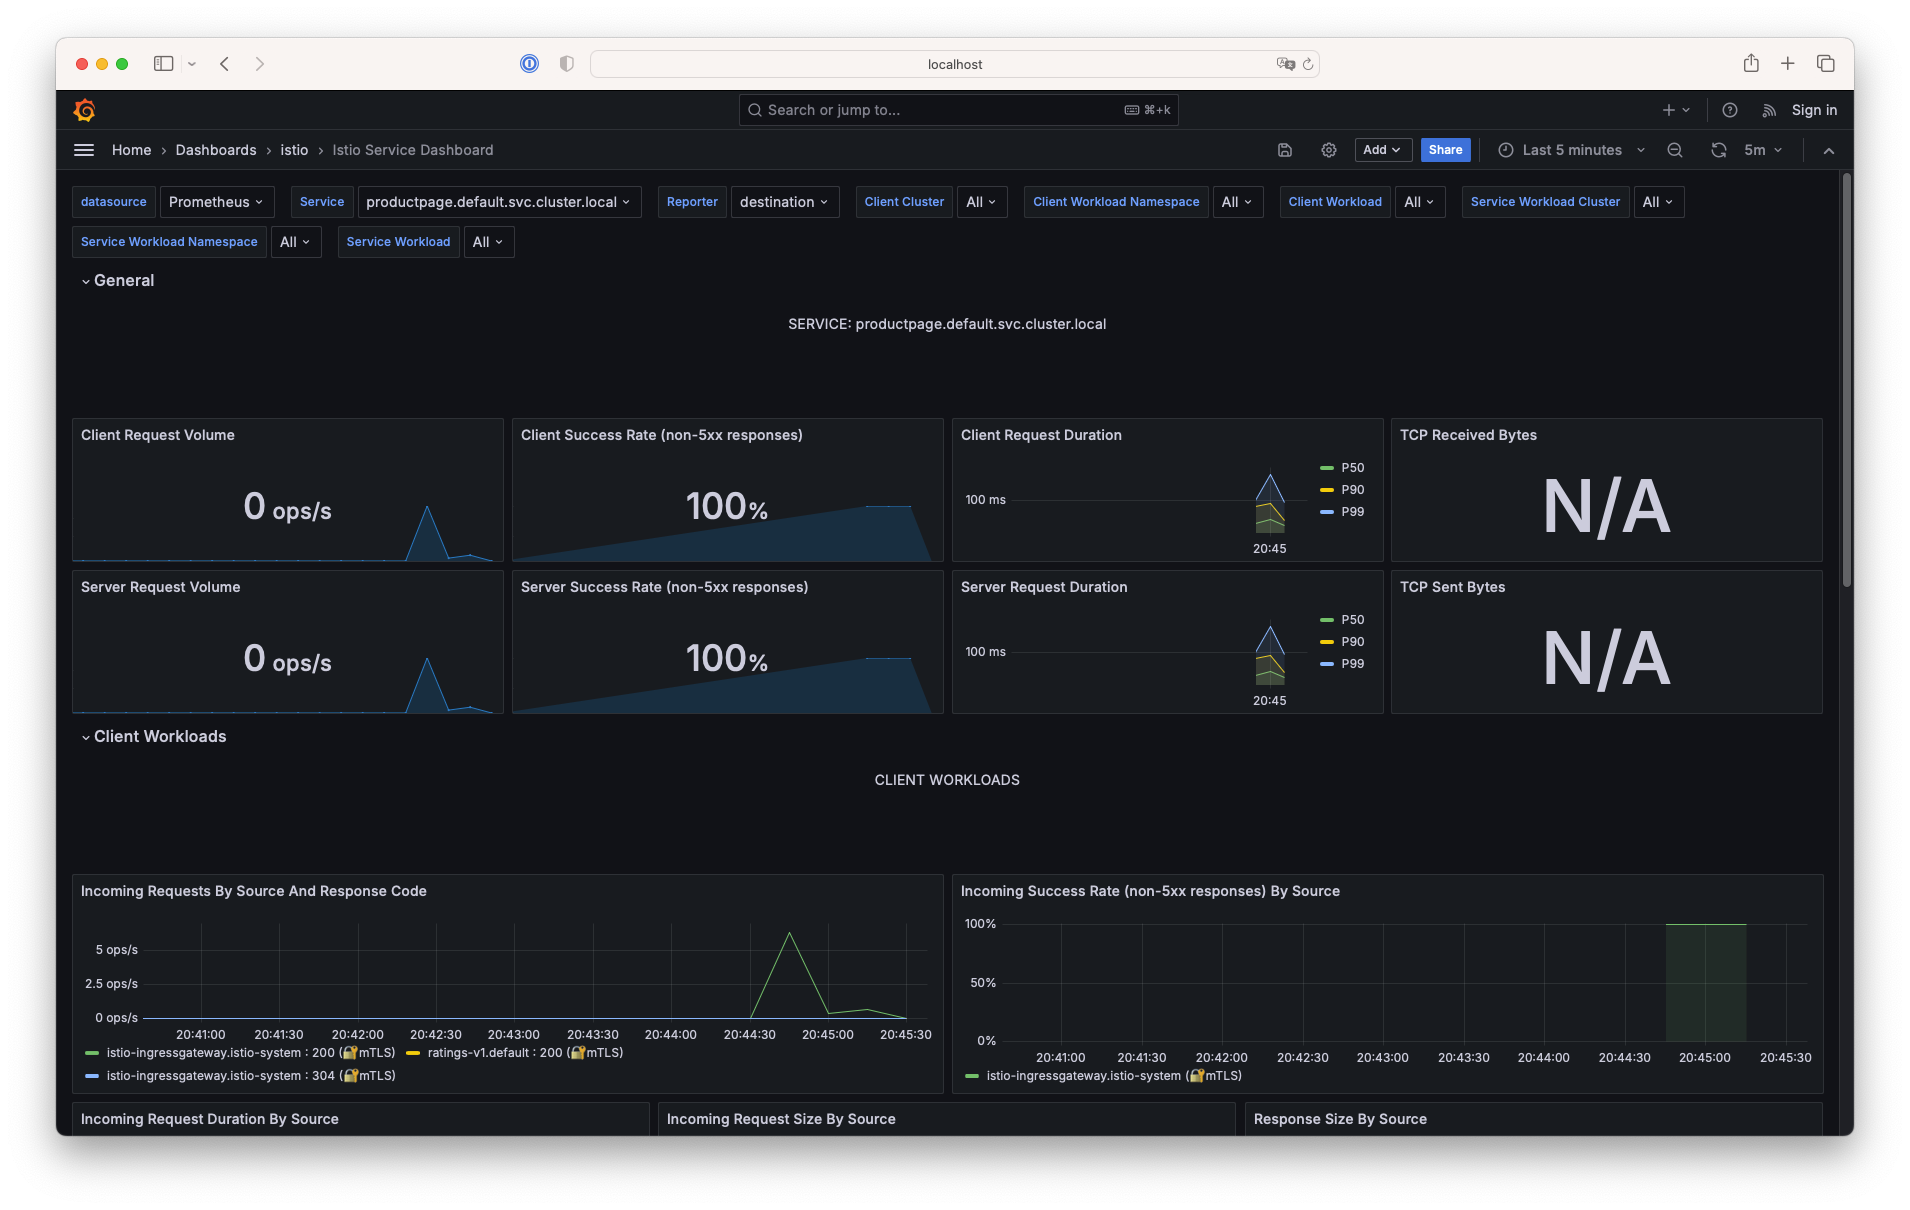 localhost
Search or jump to... ⌘+k Sign in
Home › Dashboards › istio › Istio Service Dashboard Add Share Last 5 minutes 5m
datasource Prometheus Service productpage.default.svc.cluster.local Reporter destination Client Cluster All Client Workload Namespace All Client Workload All Service Workload Cluster All
Service Workload Namespace All Service Workload All
General
SERVICE: productpage.default.svc.cluster.local
Client Request Volume
0 ops/s
Client Success Rate (non-5xx responses)
100%
Client Request Duration
100 ms
20:45
P50
P90
P99
TCP Received Bytes
N/A
Server Request Volume
0 ops/s
Server Success Rate (non-5xx responses)
100%
Server Request Duration
100 ms
20:45
P50
P90
P99
TCP Sent Bytes
N/A
Client Workloads
CLIENT WORKLOADS
Incoming Requests By Source And Response Code
5 ops/s
2.5 ops/s
0 ops/s
20:41:00 20:41:30 20:42:00 20:42:30 20:43:00 20:43:30 20:44:00 20:44:30 20:45:00 20:45:30
istio-ingressgateway.istio-system : 200 (🔐mTLS) ratings-v1.default : 200 (🔐mTLS)
istio-ingressgateway.istio-system : 304 (🔐mTLS)
Incoming Success Rate (non-5xx responses) By Source
100%
50%
0%
20:41:00 20:41:30 20:42:00 20:42:30 20:43:00 20:43:30 20:44:00 20:44:30 20:45:00 20:45:30
istio-ingressgateway.istio-system (🔐mTLS)
Incoming Request Duration By Source
Incoming Request Size By Source
Response Size By Source